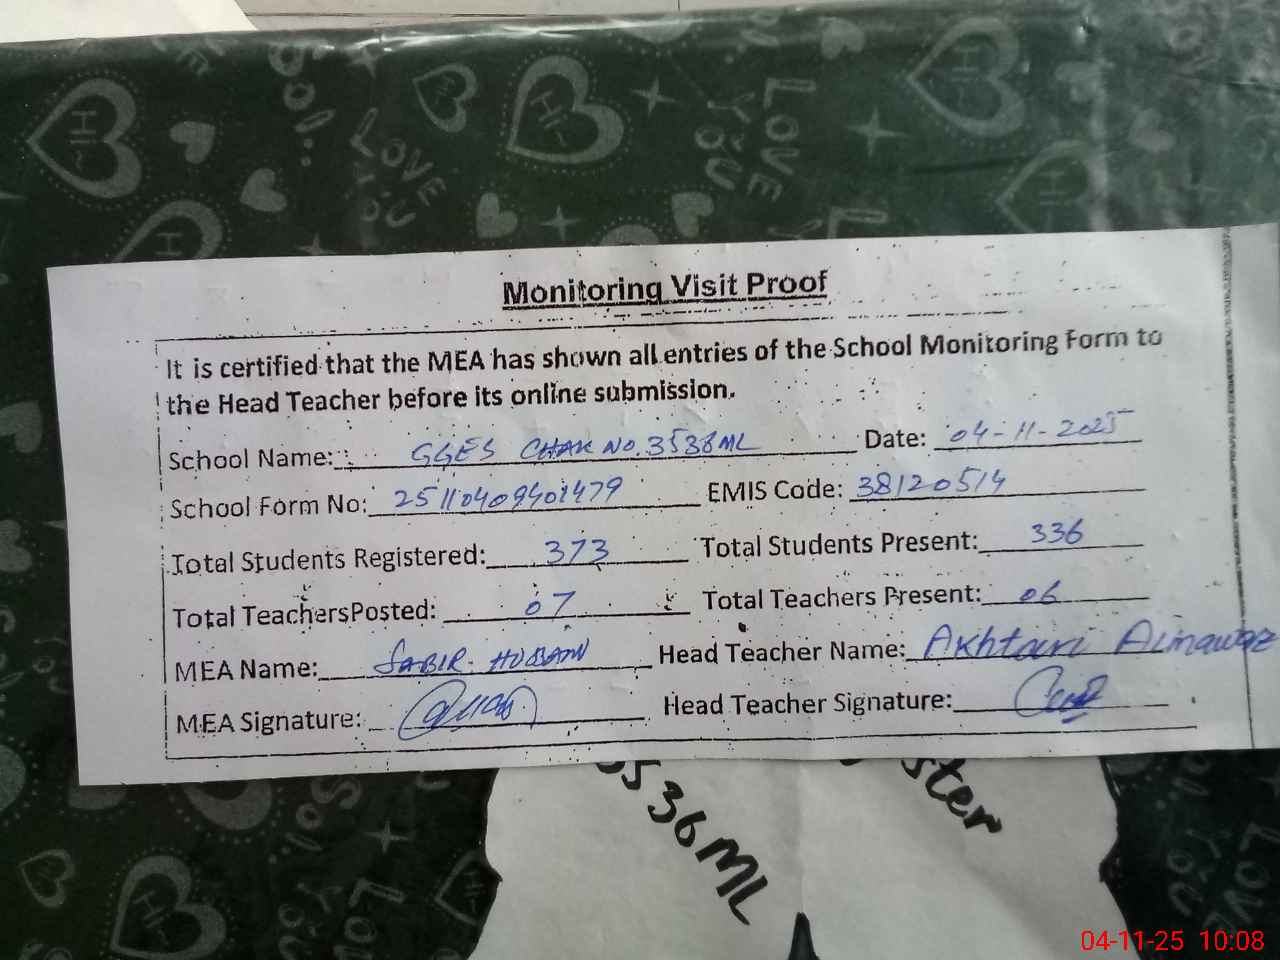 Monitoring Visit Proof
It is certified that the MEA has shown all entries of the School Monitoring Form to
the Head Teacher before its online submission.
School Name: GGES CHAK NO. 3538ML Date: 04-11-2025
School Form No: 25110409401479 EMIS Code: 38120514
Total Students Registered: 373 Total Students Present: 336
Total TeachersPosted: 07 Total Teachers Present: 06
MEA Name: SABIR HUSSAIN Head Teacher Name: Akhtari Almawaz
MEA Signature: Head Teacher Signature:
3536ML
LOVE YOU
LOVE YOU
04-11-25 10:08